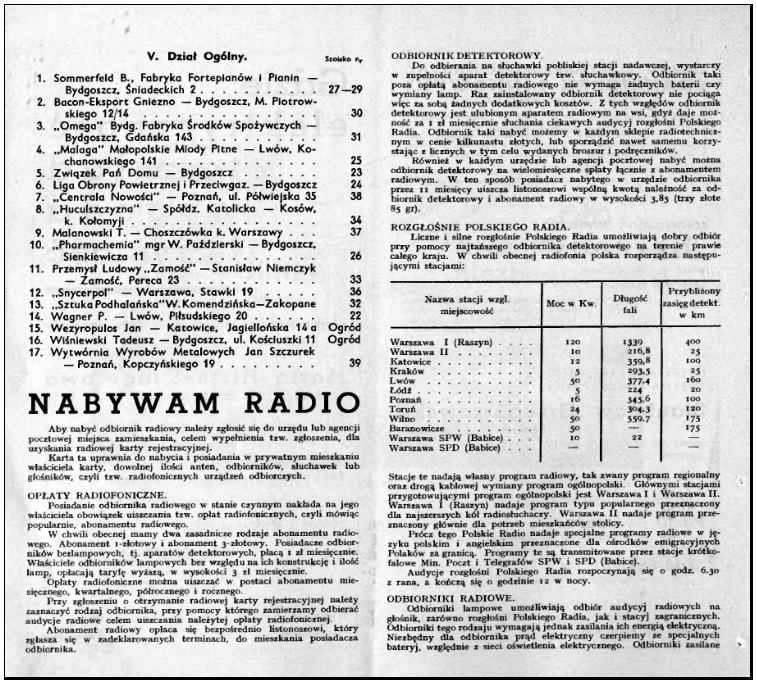 V. Dział Ogólny.
Stoisko nr.
1. Sommerfeld B., Fabryka Fortepianów i Pianin —
Bydgoszcz, Śniadeckich 2 . . . . . . . . . . 27—29
2. Bacon-Eksport Gniezno — Bydgoszcz, M. Piotrow-
skiego 12/14 . . . . . . . . . . 30
3. „Omega" Bydg. Fabryka Środków Spożywczych —
Bydgoszcz, Gdańska 143 . . . . . . . . . . 31
4. „Malaga" Małopolskie Miody Pitne — Lwów, Ko-
chanowskiego 141 . . . . . . . . . . 25
5. Związek Pań Domu — Bydgoszcz . . . . . . 23
6. Liga Obrony Powietrznej i Przeciwgaz. — Bydgoszcz 24
7. „Centrala Nowości" — Poznań, ul. Półwiejska 35 38
8. „Huculszczyzna" — Spółdz. Katolicka — Kosów,
k. Kołomyji . . . . . . . . . . 34
9. Malanowski T. — Choszczówka k. Warszawy . . . 37
10. „Pharmachemia" mgr W. Paździerski — Bydgoszcz,
Sienkiewicza 11 . . . . . . . . . . 26
11. Przemysł Ludowy „Zamość" — Stanisław Niemczyk
— Zamość, Pereca 23 . . . . . . . . . . 33
12. „Snycerpol" — Warszawa, Stawki 19 . . . . . 36
13. „Sztuka Podhalańska" W. Komendzińska—Zakopane 32
14. Wagner P. — Lwów, Piłsudskiego 20 . . . . . . 22
15. Wezyropulos Jan — Katowice, Jagiellońska 14 a Ogród
16. Wiśniewski Tadeusz — Bydgoszcz, ul. Kościuszki 11 Ogród
17. Wytwórnia Wyrobów Metalowych Jan Szczurek
— Poznań, Kopczyńskiego 19 . . . . . . . . . 39
NABYWAM RADIO
Aby nabyć odbiornik radiowy należy zgłosić się do urzędu lub agencji
pocztowej miejsca zamieszkania, celem wypełnienia tzw. zgłoszenia, dla
uzyskania radiowej karty rejestracyjnej.
Karta ta uprawnia do nabycia i posiadania w prywatnym mieszkaniu
właściciela karty, dowolnej ilości anten, odbiorników, słuchawek lub
głośników, czyli tzw. radiofonicznych urządzeń odbiorczych.
OPŁATY RADIOFONICZNE.
Posiadanie odbiornika radiowego w stanie czynnym nakłada na jego
właściciela obowiązek uiszczania tzw. opłat radiofonicznych, czyli mówiąc
popularnie, abonamentu radiowego.
W chwili obecnej mamy dwa zasadnicze rodzaje abonamentu radio-
wego. Abonament 1-złotowy i abonament 3-złotowy. Posiadacze odbior-
ników bezlampowych, tj. aparatów detektorowych, płacą 1 zł miesięcznie.
Właściciele odbiorników lampowych bez względu na ich konstrukcję i ilość
lamp, opłacają taryfę wyższą, w wysokości 3 zł miesięcznie.
Opłaty radiofoniczne można uiszczać w postaci abonamentu mie-
sięcznego, kwartalnego, półrocznego i rocznego.
Przy zgłoszeniu o otrzymanie radiowej karty rejestracyjnej należy
zaznaczyć rodzaj odbiornika, przy pomocy którego zamierzamy odbierać
audycje radiowe celem uiszczania należytej opłaty radiofonicznej.
Abonament radiowy opłaca się bezpośrednio listonoszowi, który
zgłasza się w zadeklarowanych terminach, do mieszkania posiadacza
odbiornika.
ODBIORNIK DETEKTOROWY.
Do odbierania na słuchawki pobliskiej stacji nadawczej, wystarczy
w zupełności aparat detektorowy tzw. słuchawkowy. Odbiornik taki
poza opłatą abonamentu radiowego nie wymaga żadnych baterii czy
wymiany lamp. Raz zainstalowany odbiornik detektorowy nie pociąga
więc za sobą żadnych dodatkowych kosztów. Z tych względów odbiornik
detektorowy jest ulubionym aparatem radiowym na wsi, gdyż daje moż-
ność za 1 zł miesięcznie słuchania ciekawych audycyj rozgłośni Polskiego
Radia. Odbiornik taki nabyć możemy w każdym sklepie radiotechnicz-
nym w cenie kilkunastu złotych, lub sporządzić nawet samemu korzy-
stając z licznych w tym celu wydanych broszur i podręczników.
Również w każdym urzędzie lub agencji pocztowej nabyć można
odbiornik detektorowy na wielomiesięczne spłaty łącznie z abonamentem
radiowym. W ten sposób posiadacz nabytego w urzędzie odbiornika
przez 11 miesięcy uiszcza listonoszowi wspólną kwotą należność za od-
biornik detektorowy i abonament radiowy w wysokości 3,85 (trzy złote
85 gr).
ROZGŁOŚNIE POLSKIEGO RADIA.
Liczne i silne rozgłośnie Polskiego Radia umożliwiają dobry odbiór
przy pomocy najtańszego odbiornika detektorowego na terenie prawie
całego kraju. W chwili obecnej radiofonia polska rozporządza następu-
jącymi stacjami:
Nazwa stacji wzgl. miejscowość | Moc w Kw. | Długość fali | Przybliżony zasięg detekt. w km
Warszawa I (Raszyn) . . . 120 1339 400
Warszawa II . . . . 10 216,8 25
Katowice . . . . 12 359,8 100
Kraków . . . . 5 293,5 25
Lwów . . . . 50 377,4 160
Łódź . . . . 5 224 20
Poznań . . . . 16 345,6 100
Toruń . . . . 24 304,3 120
Wilno . . . . 50 559,7 175
Baranowicze . . . . 50 — 175
Warszawa SPW (Babice) . . . 10 22 —
Warszawa SPD (Babice) . . . — — —
Stacje te nadają własny program radiowy, tak zwany program regionalny
oraz drogą kablową wymiany program ogólnopolski. Głównymi stacjami
przygotowującymi program ogólnopolski jest Warszawa I i Warszawa II.
Warszawa I (Raszyn) nadaje program typu popularnego przeznaczony
dla najszerszych kół radiosłuchaczy. Warszawa II nadaje program prze-
znaczony głównie dla potrzeb mieszkańców stolicy.
Prócz tego Polskie Radio nadaje specjalne programy radiowe w ję-
zyku polskim i angielskim przeznaczone dla ośrodków emigracyjnych
Polaków za granicą. Programy te są transmitowane przez stacje krótko-
falowe Min. Poczt i Telegrafów SPW i SPD (Babice).
Audycje rozgłośni Polskiego Radia rozpoczynają się o godz. 6.30
z rana, a kończą się o godzinie 12 w nocy.
ODBIORNIKI RADIOWE.
Odbiorniki lampowe umożliwiają odbiór audycyj radiowych na
głośnik, zarówno rozgłośni Polskiego Radia, jak i stacyj zagranicznych.
Odbiorniki tego rodzaju wymagają jednak zasilania ich energią elektryczną.
Niezbędny dla odbiornika prąd elektryczny czerpiemy ze specjalnych
bateryj, względnie z sieci oświetlenia elektrycznego. Odbiorniki zasilane